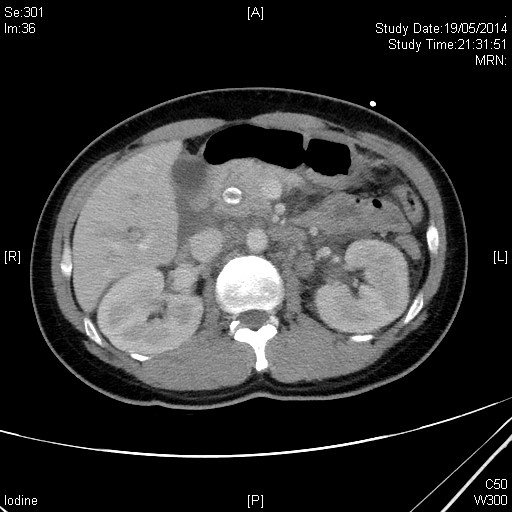 Se:301
Im:36
[A]
Study Date:19/05/2014
Study Time:21:31:51
MRN:
[R]
[L]
Iodine
[P]
C50
W300